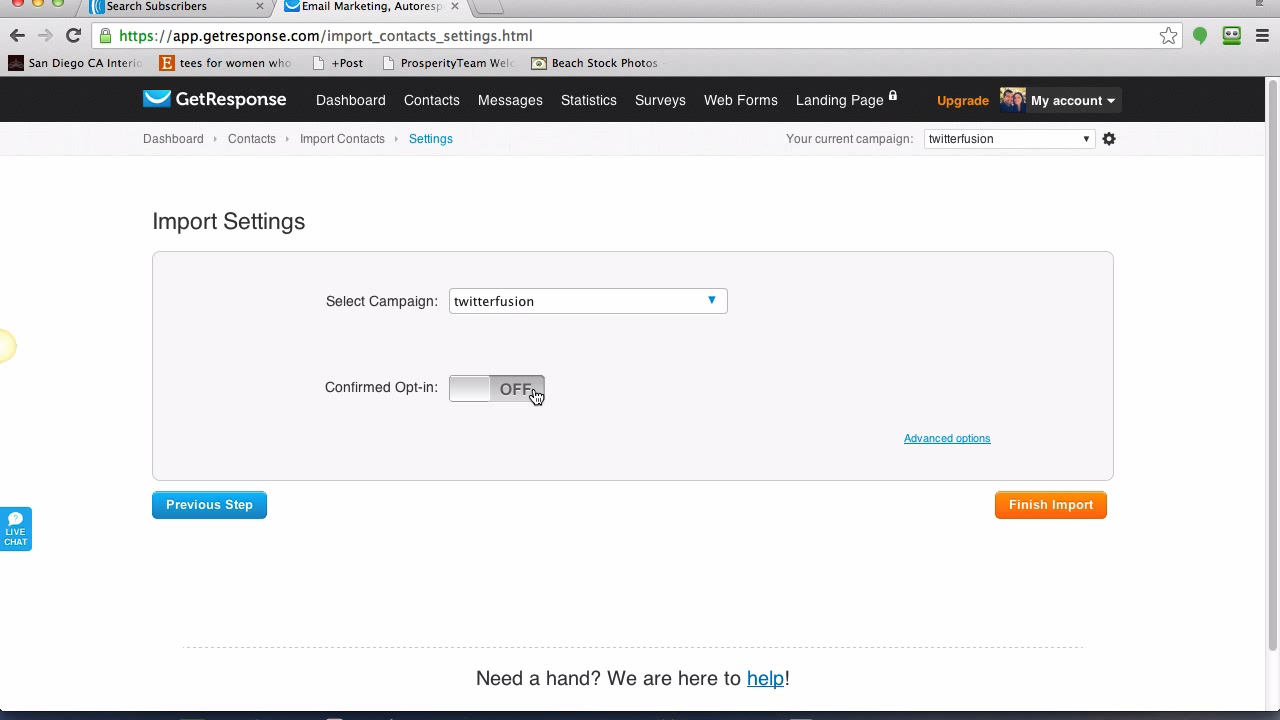 Search Subscribers
Email Marketing, Autoresp
https://app.getresponse.com/import_contacts_settings.html
San Diego CA Interio
tees for women who
+Post
ProsperityTeam Welc
Beach Stock Photos
GetResponse
Dashboard
Contacts
Messages
Statistics
Surveys
Web Forms
Landing Page
Upgrade
My account
Dashboard
Contacts
Import Contacts
Settings
Your current campaign:
twitterfusion
Import Settings
Select Campaign:
twitterfusion
Confirmed Opt-in:
OFF
Advanced options
Previous Step
Finish Import
LIVE
CHAT
Need a hand? We are here to help!